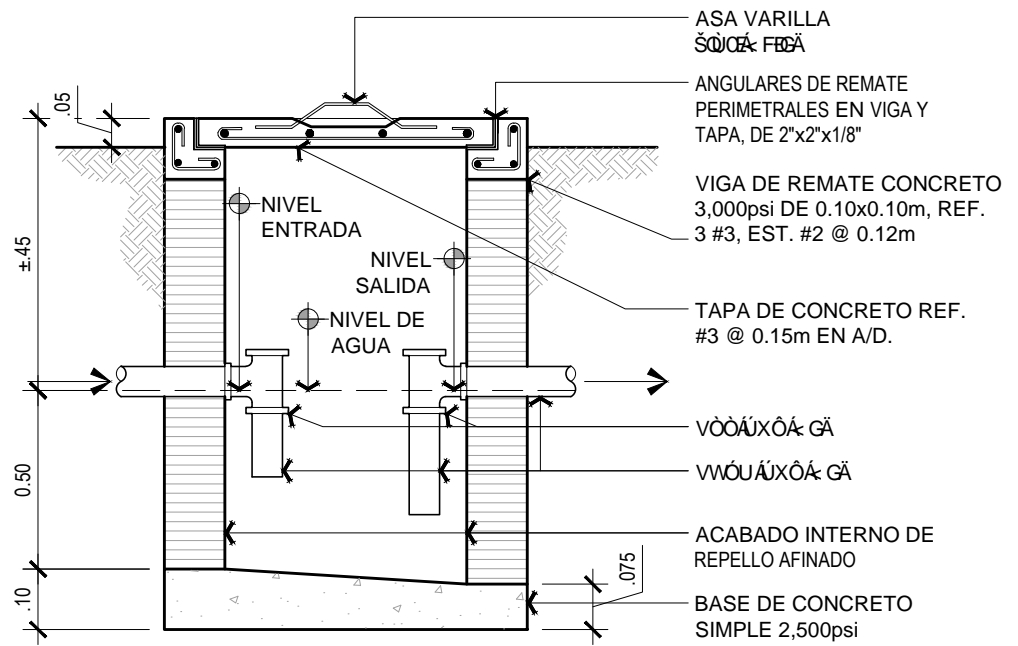 ASA VARILLA
ANGULARES DE REMATE
PERIMETRALES EN VIGA Y
TAPA, DE 2"x2"x1/8"
VIGA DE REMATE CONCRETO
3,000psi DE 0.10x0.10m, REF.
3 #3, EST. #2 @ 0.12m
TAPA DE CONCRETO REF.
#3 @ 0.15m EN A/D.
ACABADO INTERNO DE
REPELLO AFINADO
BASE DE CONCRETO
SIMPLE 2,500psi
NIVEL
ENTRADA
NIVEL
SALIDA
NIVEL DE
AGUA
.05
±.45
0.50
.10
.075